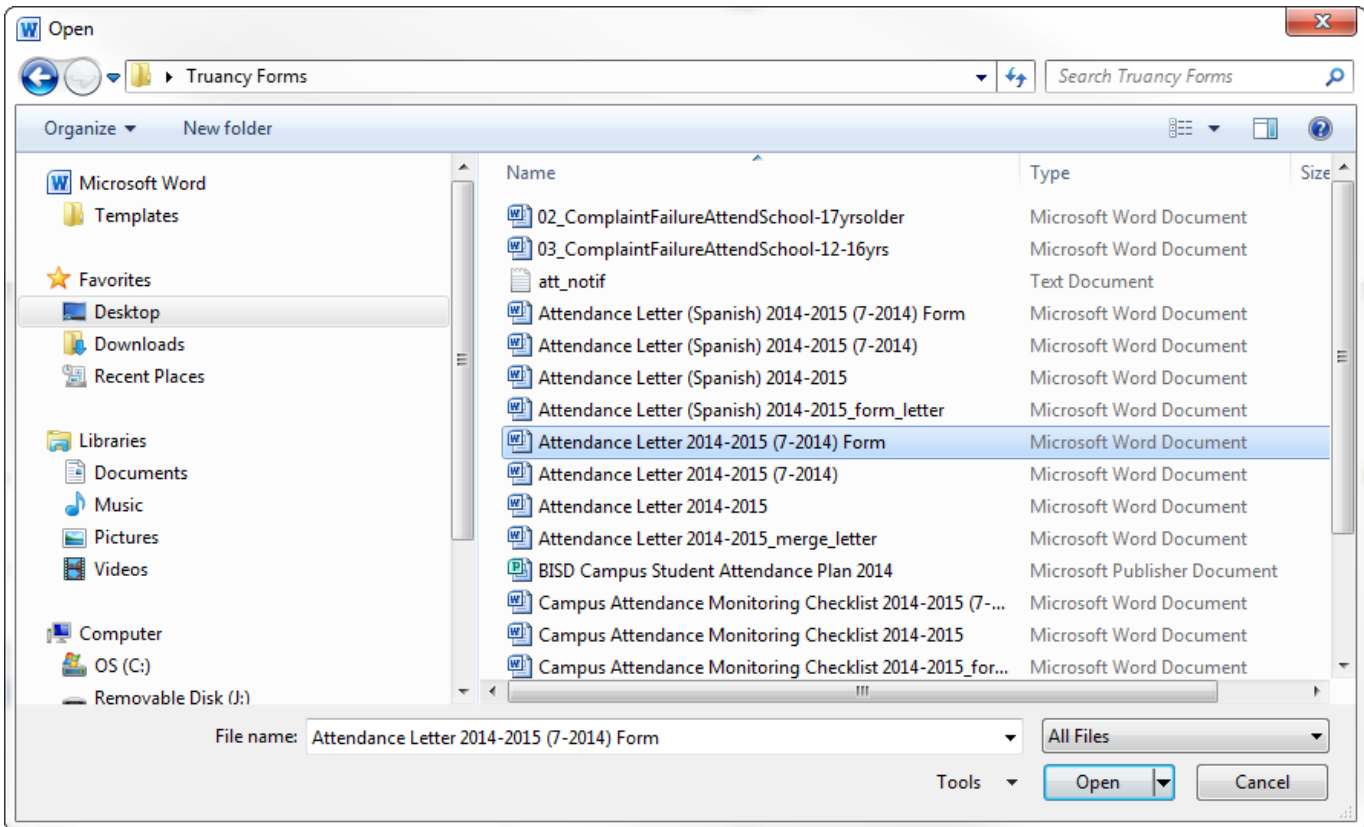 Open
Truancy Forms
Search Truancy Forms
Organize
New folder
Microsoft Word
Templates
Favorites
Desktop
Downloads
Recent Places
Libraries
Documents
Music
Pictures
Videos
Computer
OS (C:)
Removable Disk (J:)
Name Type Size
02_ComplaintFailureAttendSchool-17yrsolder Microsoft Word Document
03_ComplaintFailureAttendSchool-12-16yrs Microsoft Word Document
att_notif Text Document
Attendance Letter (Spanish) 2014-2015 (7-2014) Form Microsoft Word Document
Attendance Letter (Spanish) 2014-2015 (7-2014) Microsoft Word Document
Attendance Letter (Spanish) 2014-2015 Microsoft Word Document
Attendance Letter (Spanish) 2014-2015_form_letter Microsoft Word Document
Attendance Letter 2014-2015 (7-2014) Form Microsoft Word Document
Attendance Letter 2014-2015 (7-2014) Microsoft Word Document
Attendance Letter 2014-2015 Microsoft Word Document
Attendance Letter 2014-2015_merge_letter Microsoft Word Document
BISD Campus Student Attendance Plan 2014 Microsoft Publisher Document
Campus Attendance Monitoring Checklist 2014-2015 (7-... Microsoft Word Document
Campus Attendance Monitoring Checklist 2014-2015 Microsoft Word Document
Campus Attendance Monitoring Checklist 2014-2015_for... Microsoft Word Document
File name: Attendance Letter 2014-2015 (7-2014) Form
All Files
Tools
Open
Cancel